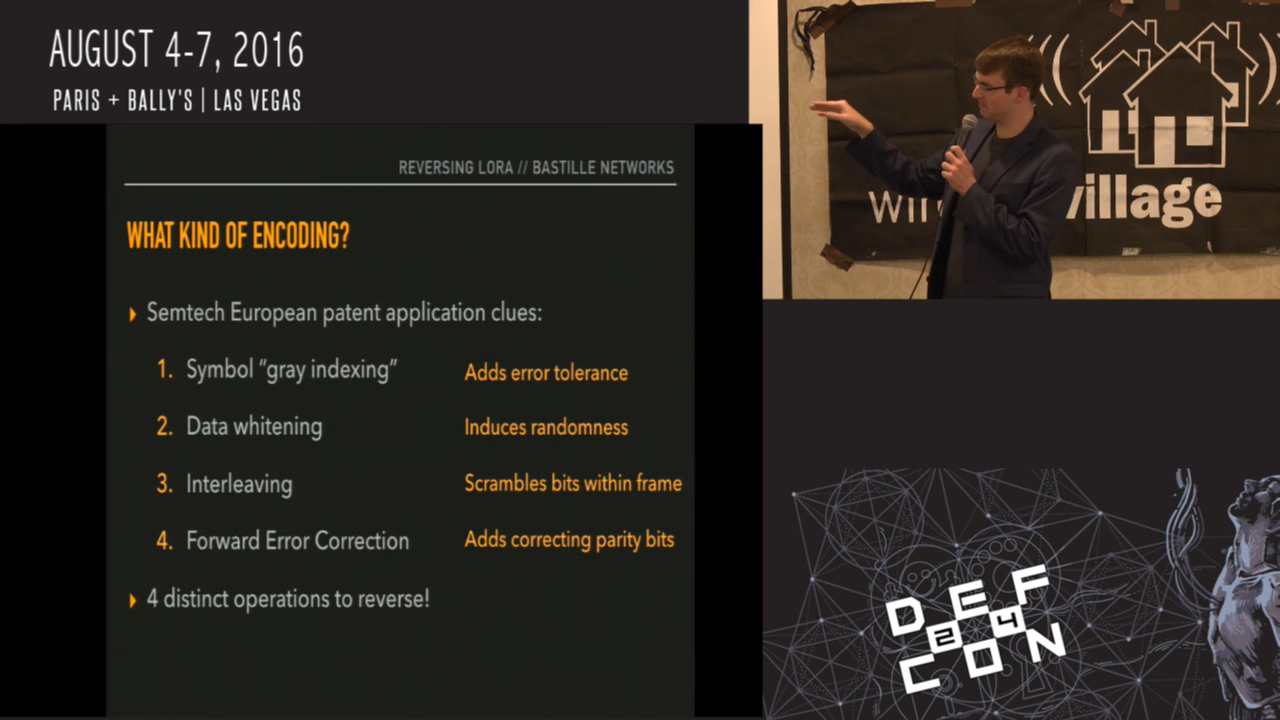 AUGUST 4-7, 2016
PARIS + BALLY'S | LAS VEGAS
REVERSING LORA // BASTILLE NETWORKS
WHAT KIND OF ENCODING?
Semtech European patent application clues:
1. Symbol “gray indexing” Adds error tolerance
2. Data whitening Induces randomness
3. Interleaving Scrambles bits within frame
4. Forward Error Correction Adds correcting parity bits
4 distinct operations to reverse!
village
DEF
24
CON